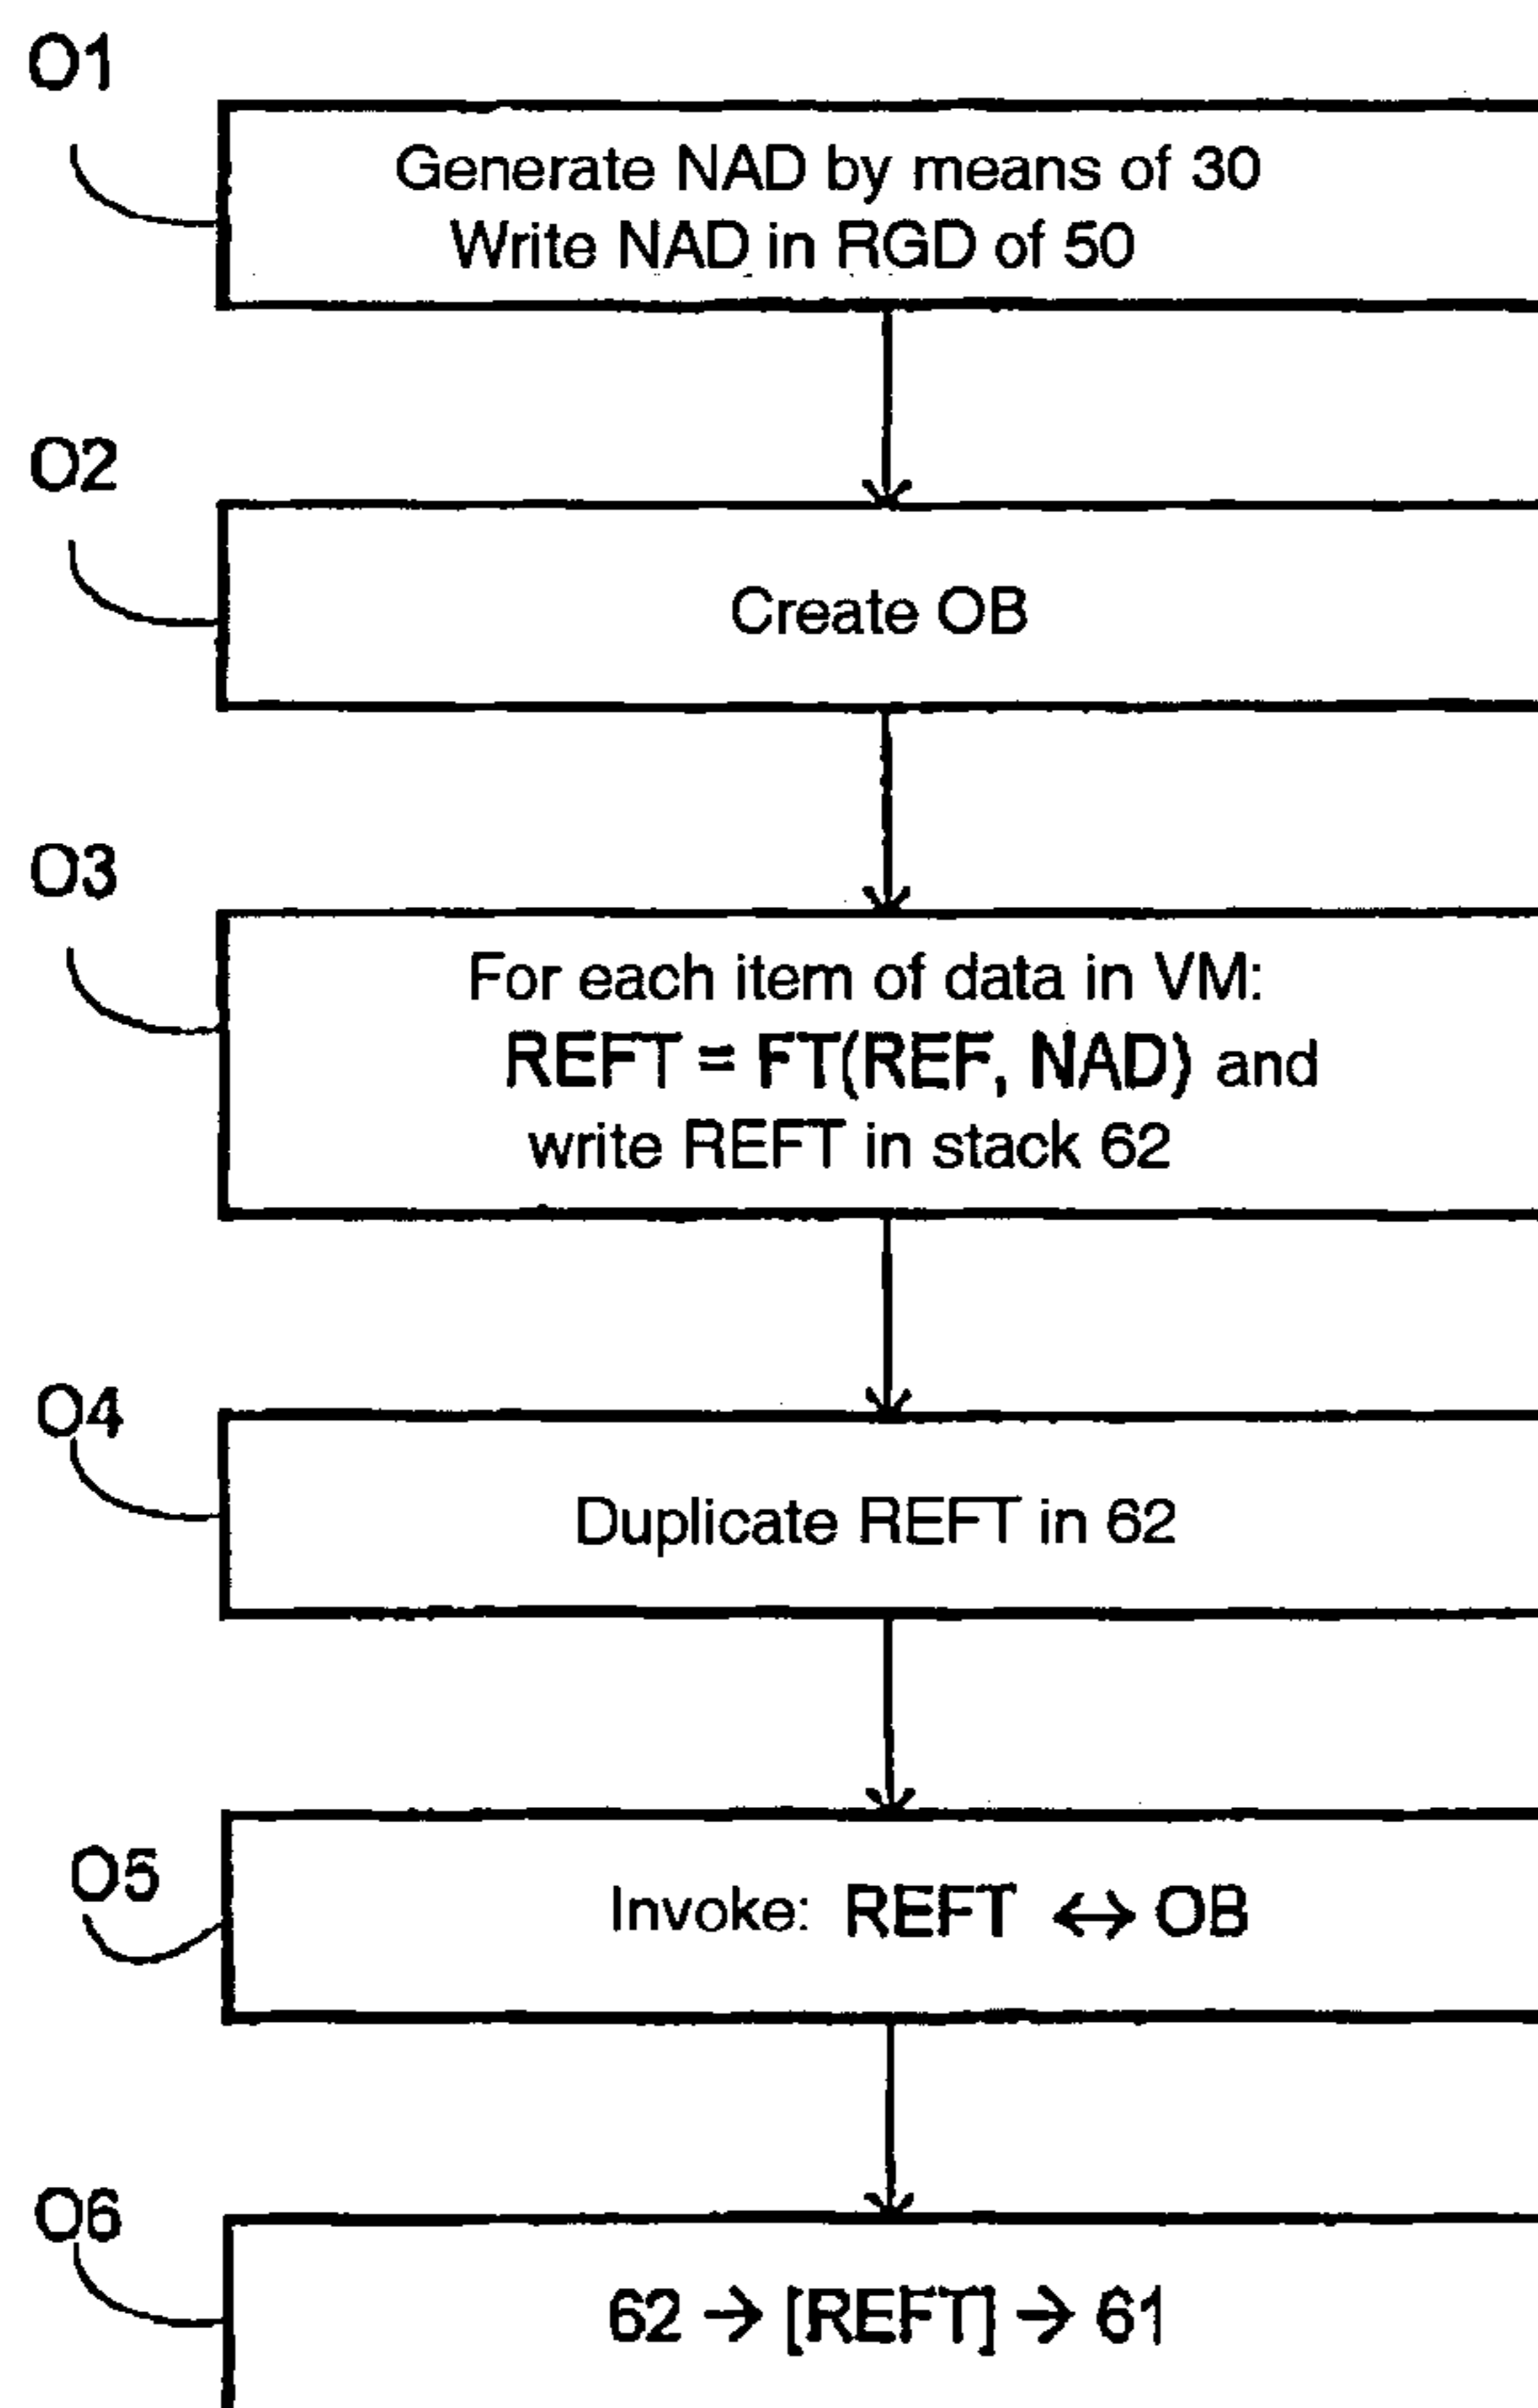 O1
Generate NAD by means of 30
Write NAD in RGD of 50
O2
Create OB
O3
For each item of data in VM:
REFT = FT(REF, NAD) and
write REFT in stack 62
O4
Duplicate REFT in 62
O5
Invoke: REFT ↔ OB
O6
62 → [REFT] → 61